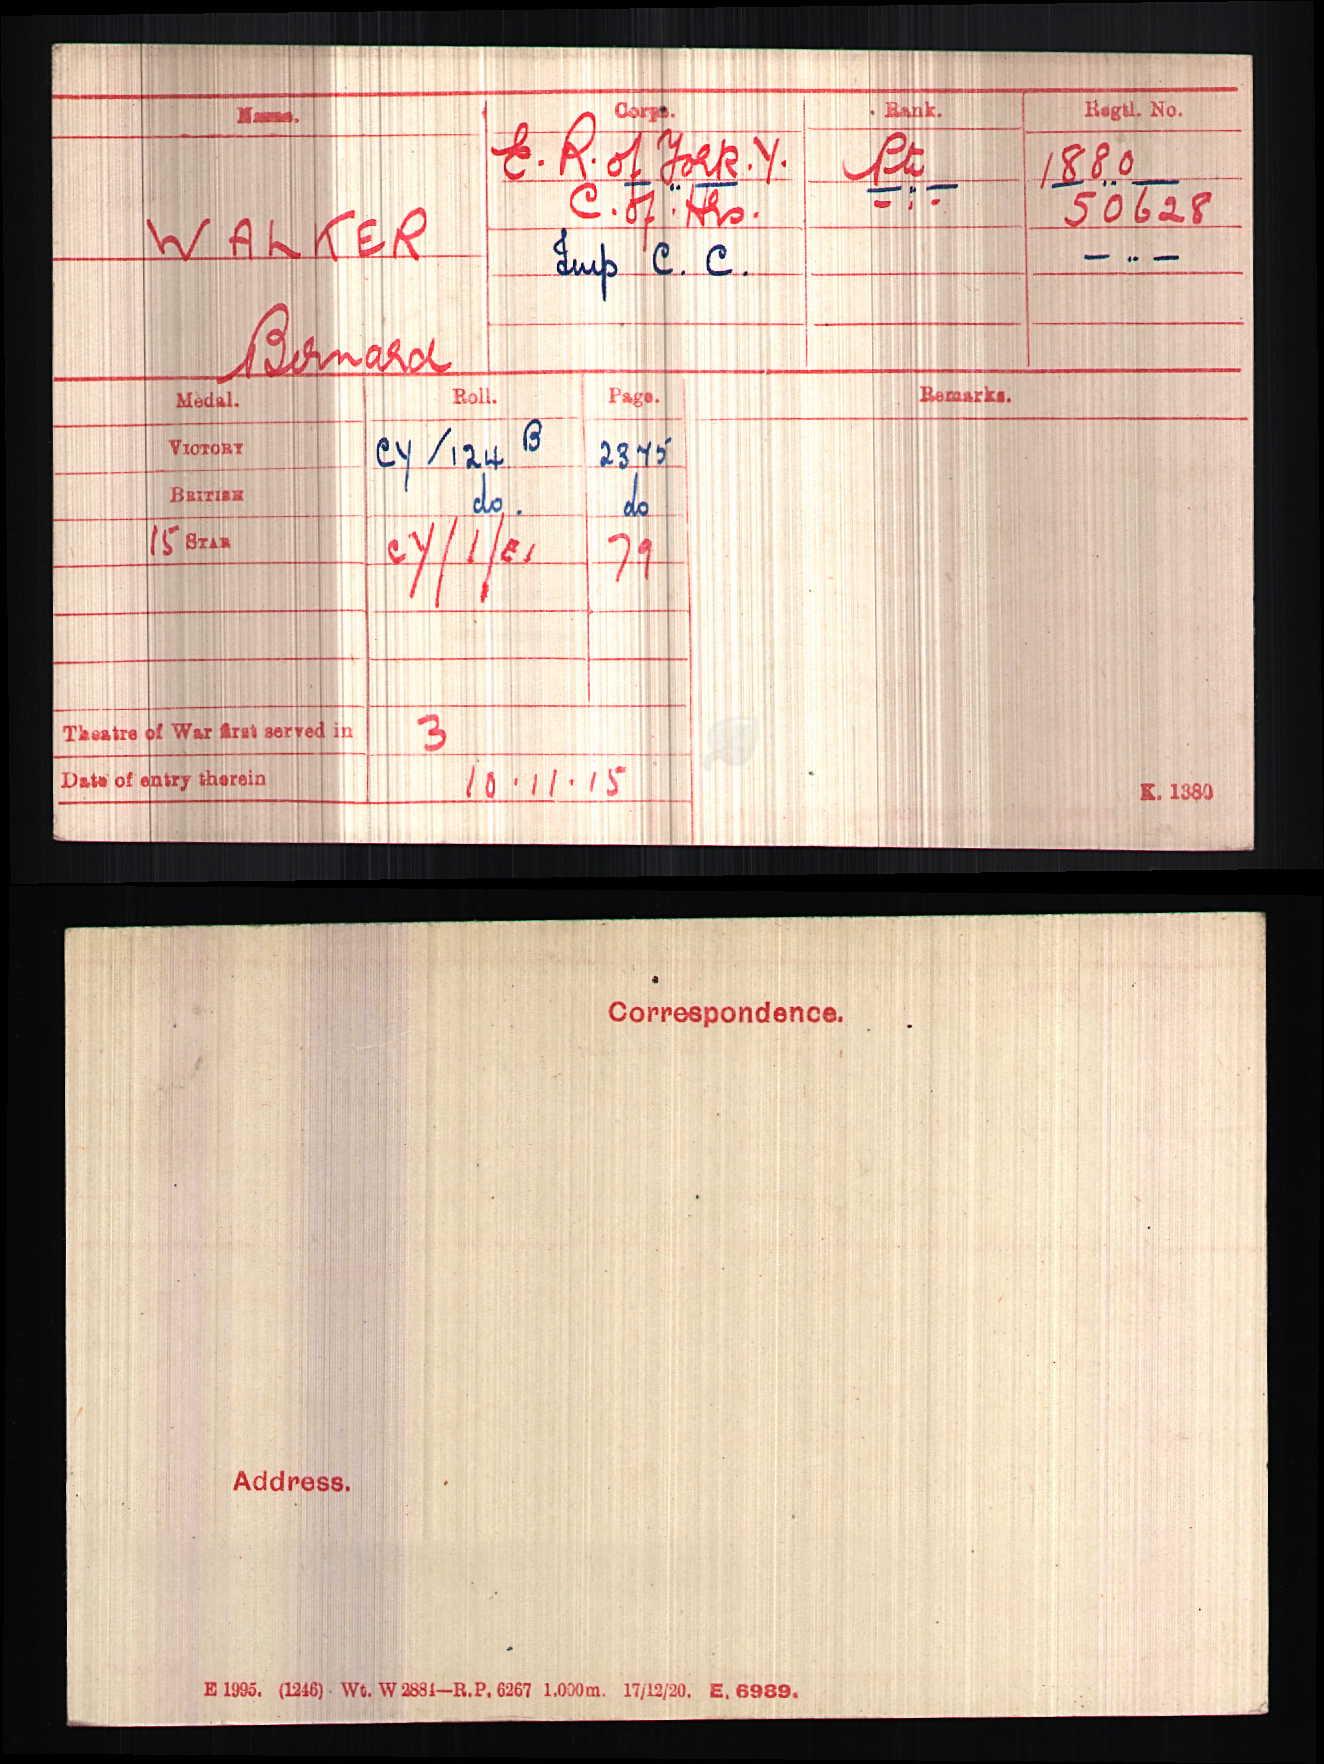 Name. Corps. Rank. Regtl. No.
E. R. of York. Y. Pte 1880
WALKER C. of Hrs. — " — 50628
Imp C. C. — " —
Bernard
Medal. Roll. Page. Remarks.
VICTORY CY/124 B 2375
BRITISH do. do
15 STAR CY/1/E1 79
Theatre of War first served in 3
Date of entry therein 10.11.15
K. 1380
Correspondence.
Address.
E 1995. (1246) Wt. W 2884—R.P. 6267 1,000m. 17/12/20. E. 6989.